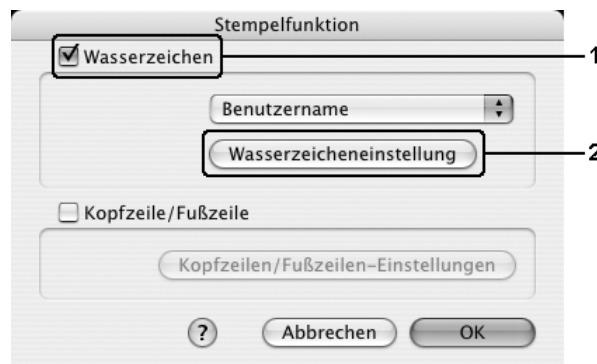 Stempelfunktion
Wasserzeichen
1
Benutzername
Wasserzeicheneinstellung
2
Kopfzeile/Fußzeile
Kopfzeilen/Fußzeilen-Einstellungen
? Abbrechen OK